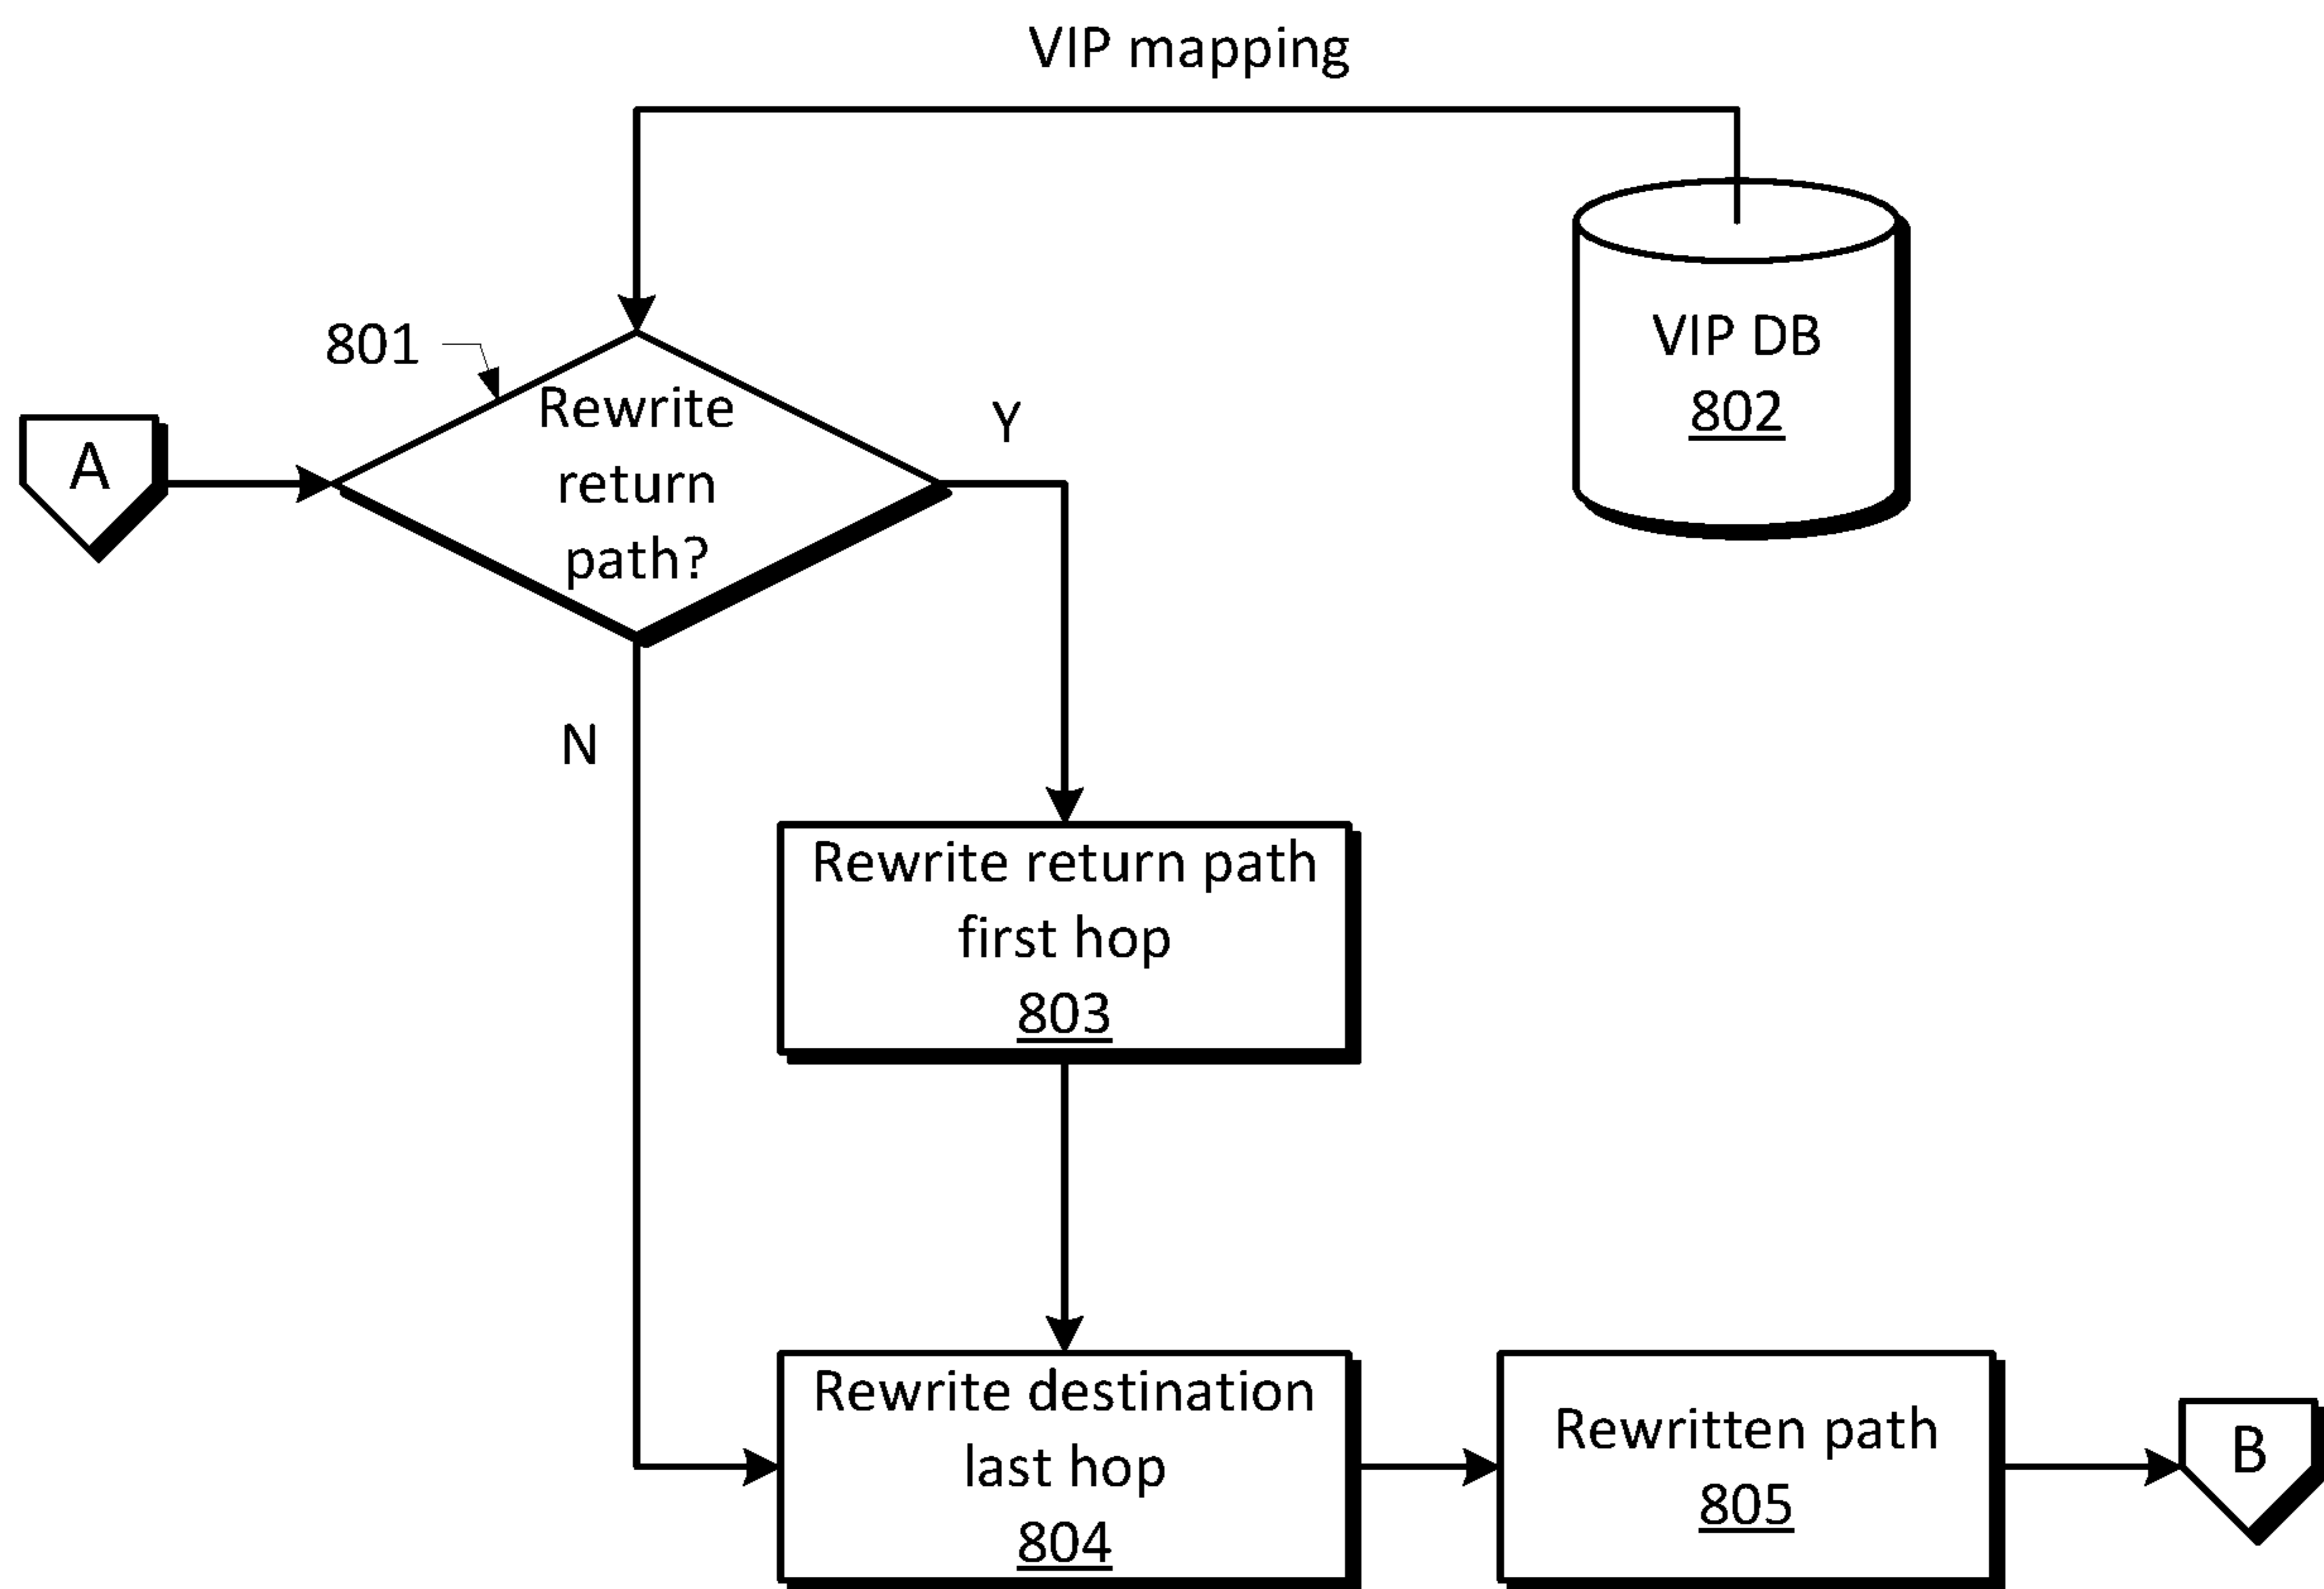 VIP mapping
801
VIP DB
802
A
Rewrite
return
path?
Y
N
Rewrite return path
first hop
803
Rewrite destination
last hop
804
Rewritten path
805
B